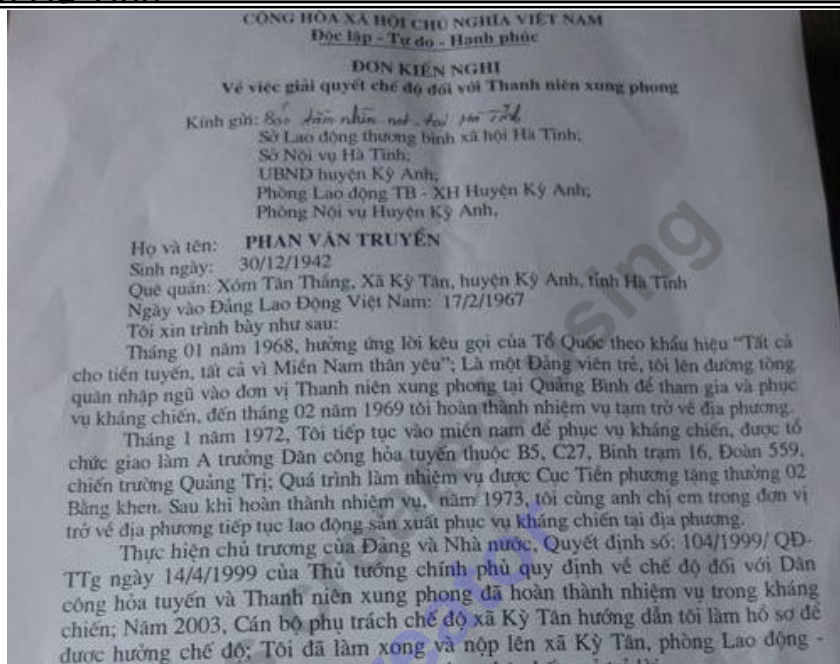 CỘNG HÒA XÃ HỘI CHỦ NGHĨA VIỆT NAM
Độc lập - Tự do - Hạnh phúc
ĐƠN KIẾN NGHỊ
Về việc giải quyết chế độ đối với Thanh niên xung phong
Kính gửi: Báo tầm nhìn net tại Hà Tĩnh
Sở Lao động thương binh xã hội Hà Tĩnh;
Sở Nội vụ Hà Tĩnh;
UBND huyện Kỳ Anh;
Phòng Lao động TB - XH Huyện Kỳ Anh;
Phòng Nội vụ Huyện Kỳ Anh.
Họ và tên: PHAN VĂN TRUYỀN
Sinh ngày: 30/12/1942
Quê quán: Xóm Tân Thắng, Xã Kỳ Tân, huyện Kỳ Anh, tỉnh Hà Tĩnh
Ngày vào Đảng Lao Động Việt Nam: 17/2/1967
Tôi xin trình bày như sau:
Tháng 01 năm 1968, hưởng ứng lời kêu gọi của Tổ Quốc theo khẩu hiệu “Tất cả
cho tiền tuyến, tất cả vì Miền Nam thân yêu”; Là một Đảng viên trẻ, tôi lên đường tòng
quân nhập ngũ vào đơn vị Thanh niên xung phong tại Quảng Bình để tham gia và phục
vụ kháng chiến, đến tháng 02 năm 1969 tôi hoàn thành nhiệm vụ tạm trở về địa phương.
Tháng 1 năm 1972, Tôi tiếp tục vào miền nam để phục vụ kháng chiến, được tổ
chức giao làm A trưởng Dân công hỏa tuyến thuộc B5, C27, Binh trạm 16, Đoàn 559,
chiến trường Quảng Trị; Quá trình làm nhiệm vụ được Cục Tiền phương tặng thưởng 02
Bằng khen. Sau khi hoàn thành nhiệm vụ, năm 1973, tôi cùng anh chị em trong đơn vị
trở về địa phương tiếp tục lao động sản xuất phục vụ kháng chiến tại địa phương.
Thực hiện chủ trương của Đảng và Nhà nước, Quyết định số: 104/1999/ QĐ-
TTg ngày 14/4/1999 của Thủ tướng chính phủ quy định về chế độ đối với Dân
công hỏa tuyến và Thanh niên xung phong đã hoàn thành nhiệm vụ trong kháng
chiến; Năm 2003, Cán bộ phụ trách chế độ xã Kỳ Tân hướng dẫn tôi làm hồ sơ để
được hưởng chế độ; Tôi đã làm xong và nộp lên xã Kỳ Tân, phòng Lao động -